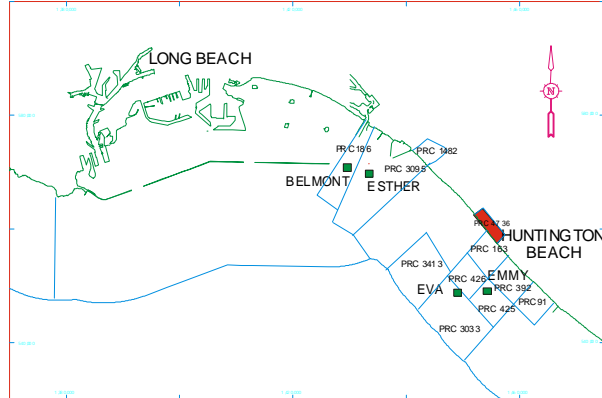 LONG BEACH
N
PRC 186
PRC 1482
PRC 3095
BELMONT
ESTHER
PRC 4736
HUNTINGTON
BEACH
PRC 163
PRC 3413
PRC 426
EMMY
EVA
PRC 392
PRC 425
PRC 91
PRC 3033